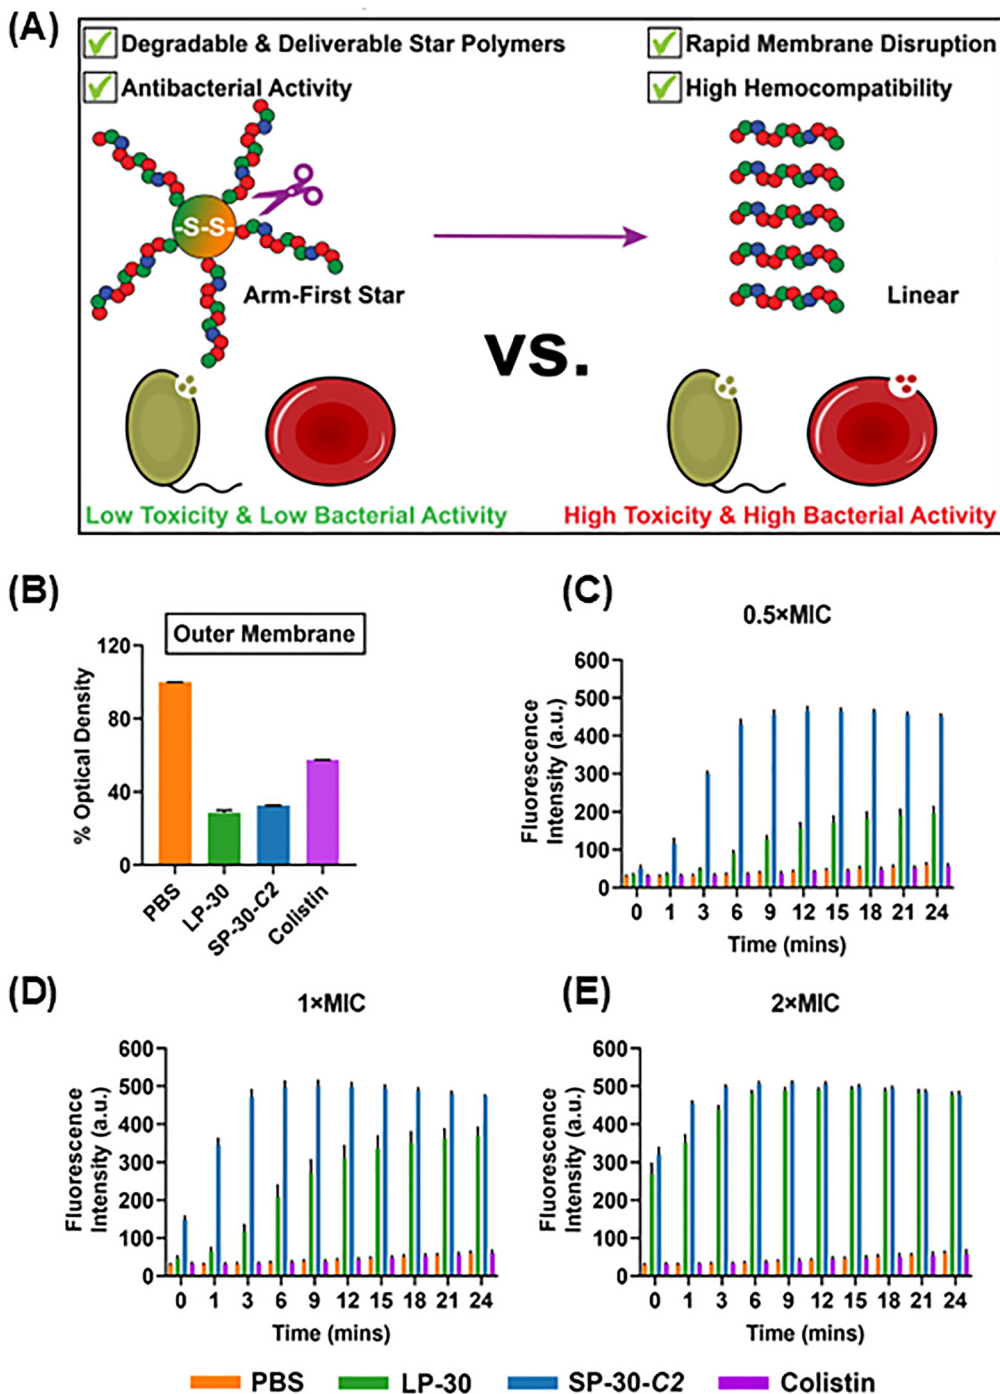 (A)
Degradable & Deliverable Star Polymers
Rapid Membrane Disruption
Antibacterial Activity
High Hemocompatibility
-S-S-
Arm-First Star
Linear
vs.
Low Toxicity & Low Bacterial Activity
High Toxicity & High Bacterial Activity
(B)
Outer Membrane
% Optical Density
120
80
40
0
PBS
LP-30
SP-30-C2
Colistin
(C)
0.5×MIC
Fluorescence
Intensity (a.u.)
600
500
400
300
200
100
0
0 1 3 6 9 12 15 18 21 24
Time (mins)
(D)
1×MIC
Fluorescence
Intensity (a.u.)
600
500
400
300
200
100
0
0 1 3 6 9 12 15 18 21 24
Time (mins)
(E)
2×MIC
Fluorescence
Intensity (a.u.)
600
500
400
300
200
100
0
0 1 3 6 9 12 15 18 21 24
Time (mins)
PBS LP-30 SP-30-C2 Colistin